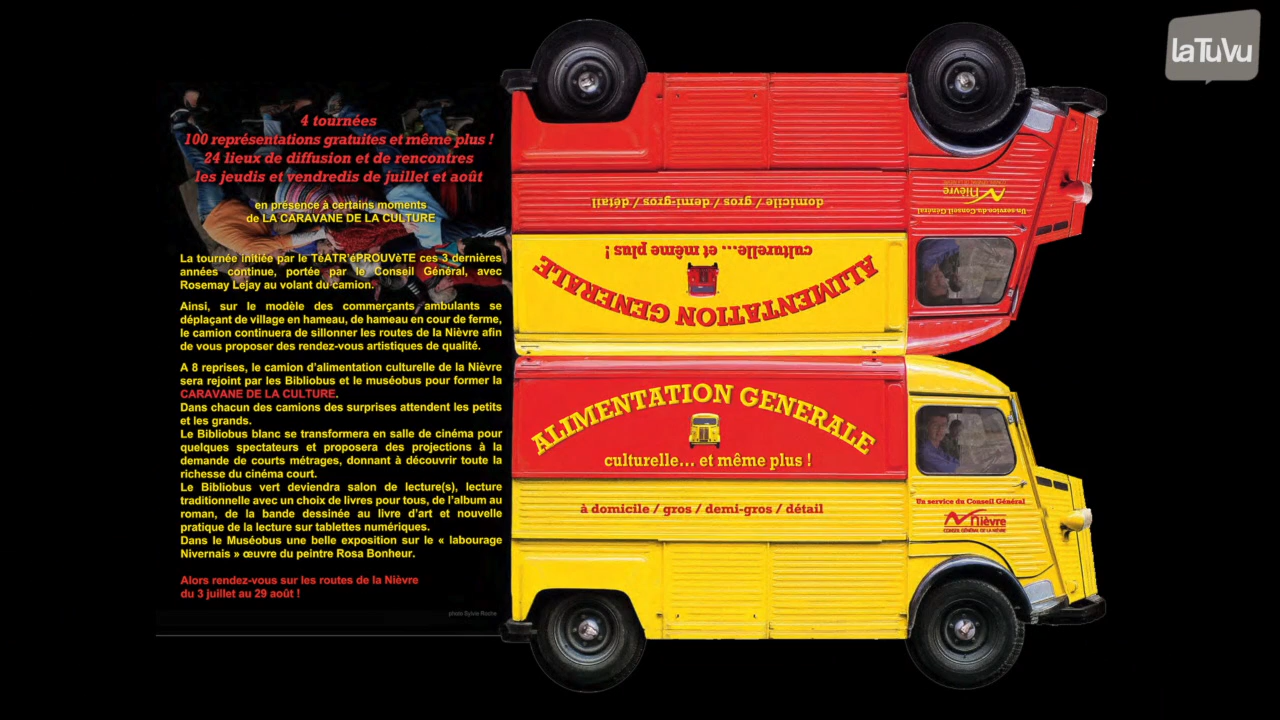 laTuVu
4 tournées
100 représentations gratuites et même plus !
24 lieux de diffusion et de rencontres
les jeudis et vendredis de juillet et août
en présence à certains moments
de LA CARAVANE DE LA CULTURE
La tournée initiée par le TéATR'éPROUVèTE ces 3 dernières
années continue, portée par le Conseil Général, avec
Rosemay Lejay au volant du camion.
Ainsi, sur le modèle des commerçants ambulants se
déplaçant de village en hameau, de hameau en cour de ferme,
le camion continuera de sillonner les routes de la Nièvre afin
de vous proposer des rendez-vous artistiques de qualité.
A 8 reprises, le camion d'alimentation culturelle de la Nièvre
sera rejoint par les Bibliobus et le muséobus pour former la
CARAVANE DE LA CULTURE.
Dans chacun des camions des surprises attendent les petits
et les grands.
Le Bibliobus blanc se transformera en salle de cinéma pour
quelques spectateurs et proposera des projections à la
demande de courts métrages, donnant à découvrir toute la
richesse du cinéma court.
Le Bibliobus vert deviendra salon de lecture(s), lecture
traditionnelle avec un choix de livres pour tous, de l'album au
roman, de la bande dessinée au livre d'art et nouvelle
pratique de la lecture sur tablettes numériques.
Dans le Muséobus une belle exposition sur le « labourage
Nivernais » œuvre du peintre Rosa Bonheur.
Alors rendez-vous sur les routes de la Nièvre
du 3 juillet au 29 août !
photo Sylvie Roche
domicile / gros / demi-gros / détail
Un service du Conseil Général
Nièvre
culturelle... et même plus !
ALIMENTATION GENERALE
ALIMENTATION GENERALE
culturelle... et même plus !
à domicile / gros / demi-gros / détail
Un service du Conseil Général
Nièvre
CONSEIL GÉNÉRAL DE LA NIÈVRE